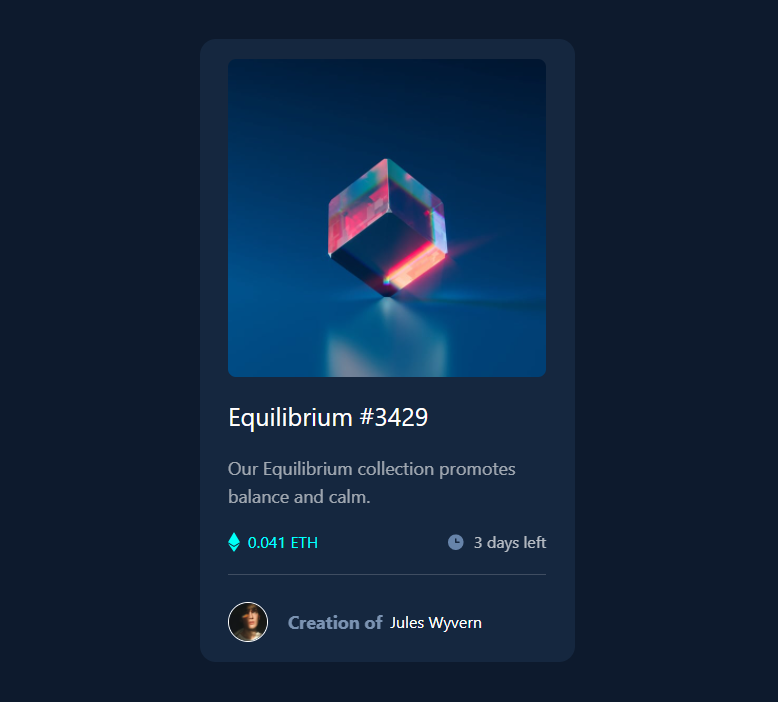 Equilibrium #3429
Our Equilibrium collection promotes
balance and calm.
0.041 ETH
3 days left
Creation of Jules Wyvern